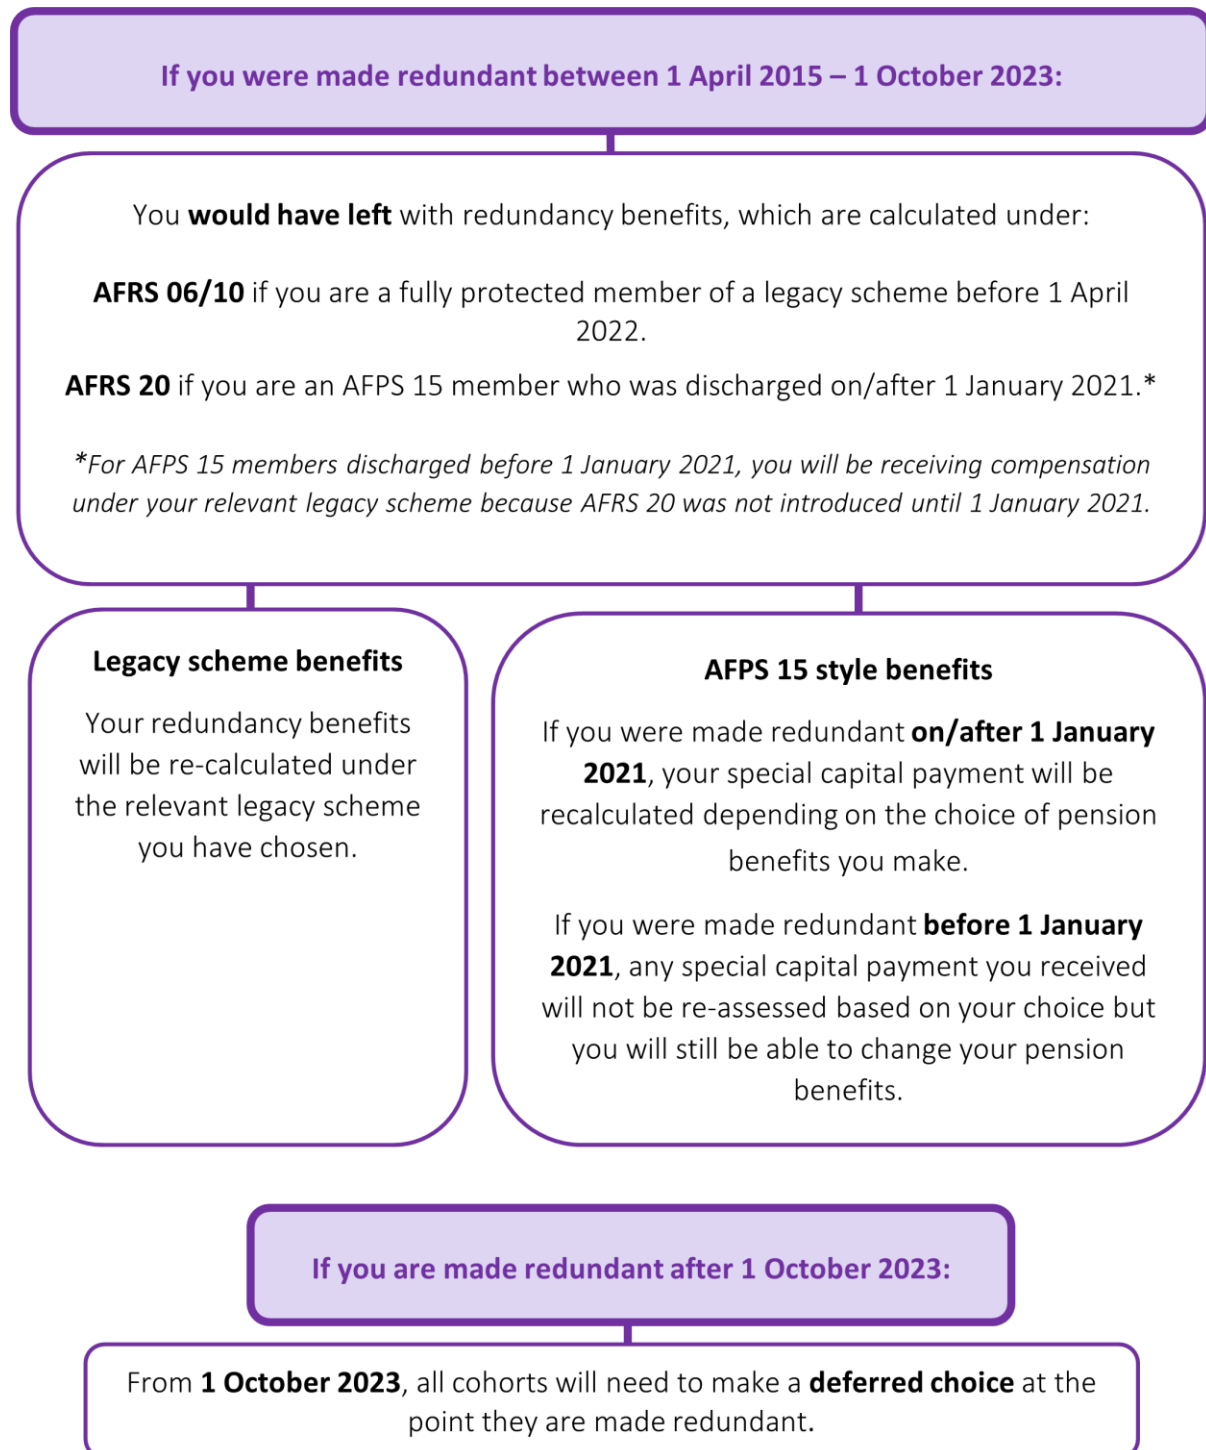 If you were made redundant between 1 April 2015 – 1 October 2023:
You would have left with redundancy benefits, which are calculated under:
AFRS 06/10 if you are a fully protected member of a legacy scheme before 1 April
2022.
AFRS 20 if you are an AFPS 15 member who was discharged on/after 1 January 2021.*
*For AFPS 15 members discharged before 1 January 2021, you will be receiving compensation
under your relevant legacy scheme because AFRS 20 was not introduced until 1 January 2021.
Legacy scheme benefits
Your redundancy benefits
will be re-calculated under
the relevant legacy scheme
you have chosen.
AFPS 15 style benefits
If you were made redundant on/after 1 January
2021, your special capital payment will be
recalculated depending on the choice of pension
benefits you make.
If you were made redundant before 1 January
2021, any special capital payment you received
will not be re-assessed based on your choice but
you will still be able to change your pension
benefits.
If you are made redundant after 1 October 2023:
From 1 October 2023, all cohorts will need to make a deferred choice at the
point they are made redundant.